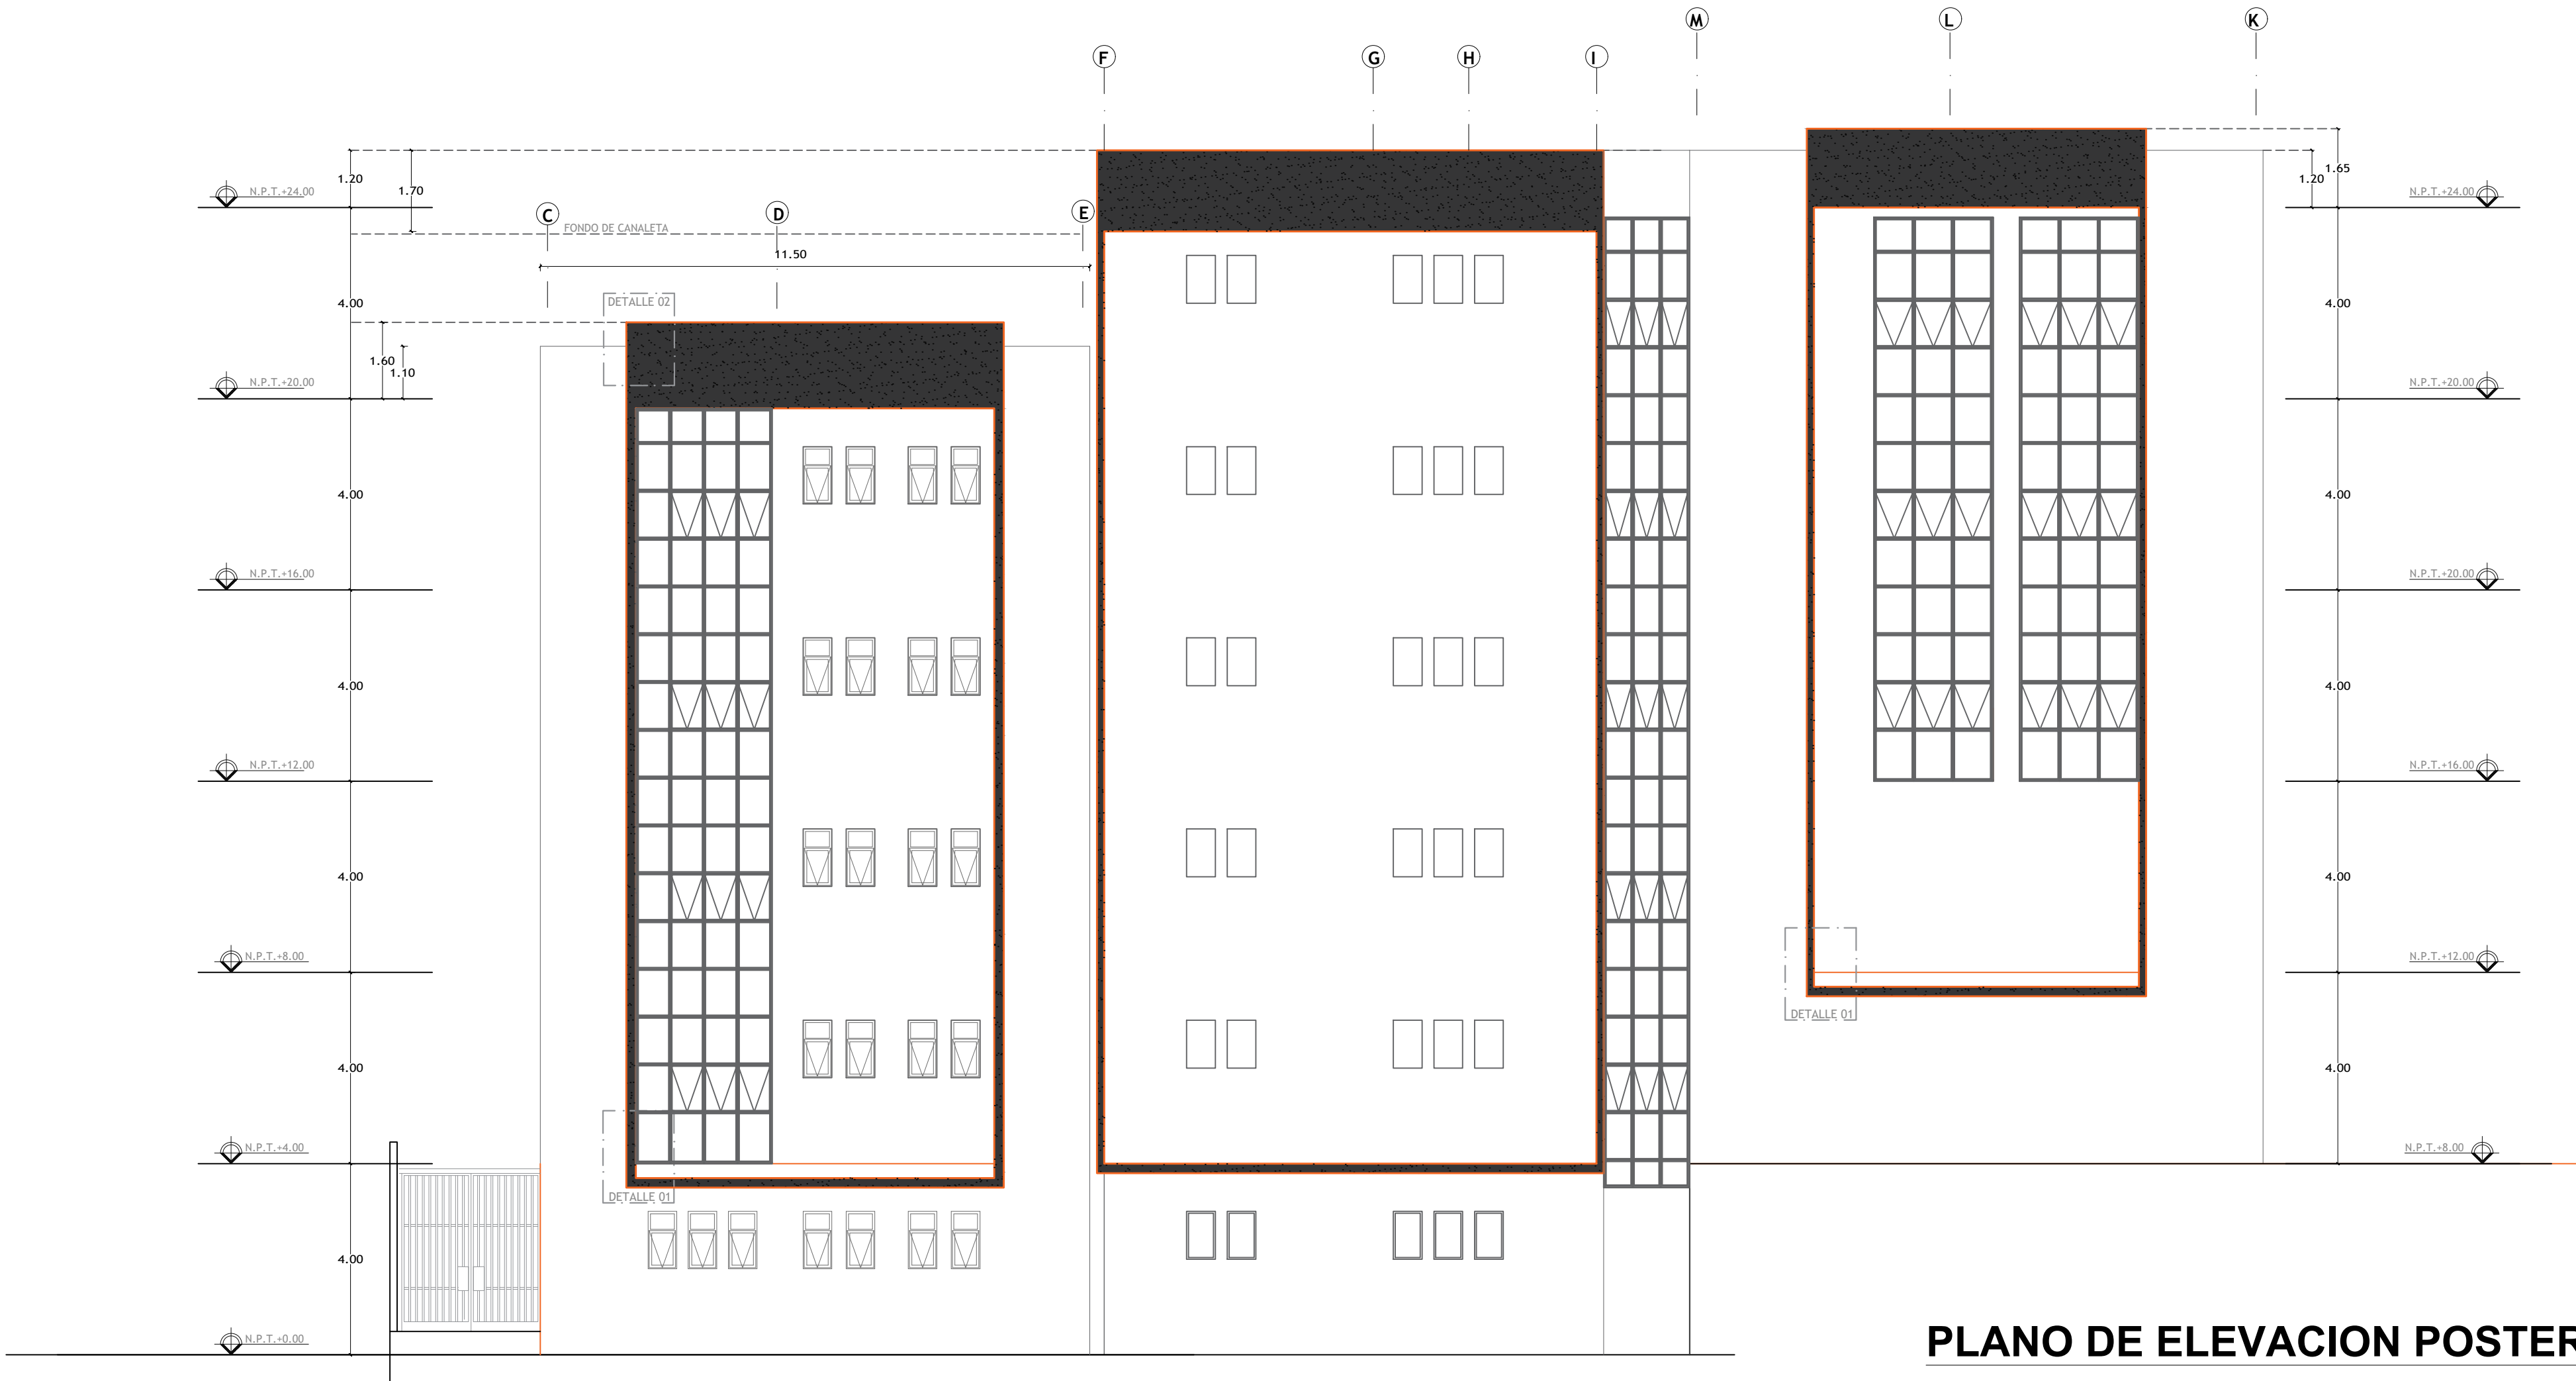 M
L
K
F
G
H
I
1.20
1.70
1.65
1.20
N.P.T.+24.00
N.P.T.+24.00
C
D
E
FONDO DE CANALETA
11.50
4.00
DETALLE 02
4.00
1.60
1.10
N.P.T.+20.00
N.P.T.+20.00
4.00
4.00
N.P.T.+16.00
N.P.T.+20.00
4.00
4.00
N.P.T.+12.00
N.P.T.+16.00
4.00
4.00
N.P.T.+8.00
N.P.T.+12.00
DETALLE 01
4.00
4.00
N.P.T.+4.00
N.P.T.+8.00
DETALLE 01
4.00
N.P.T.+0.00
PLANO DE ELEVACION POSTER